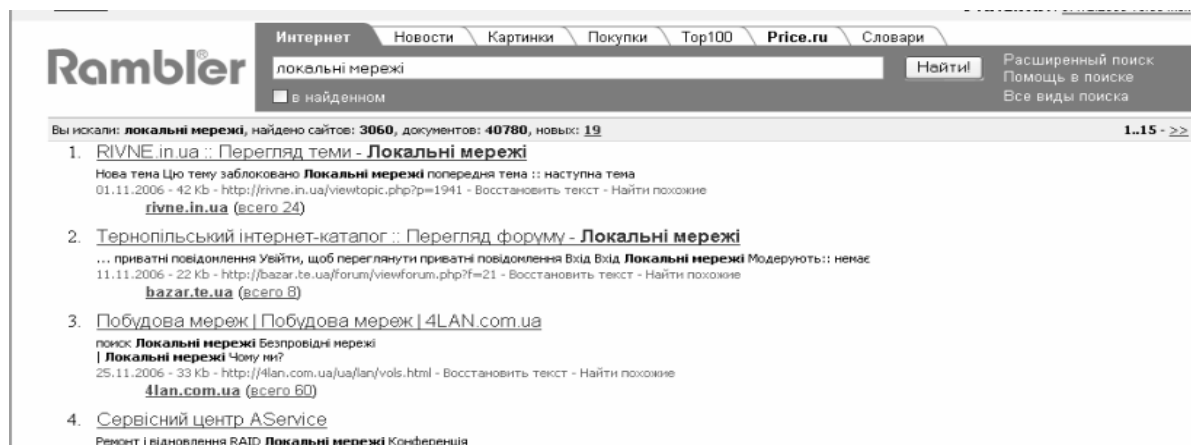 Интернет Новости Картинки Покупки Top100 Price.ru Словари
Rambler®
локальні мережі Найти!
Расширенный поиск
Помощь в поиске
в найденном
Все виды поиска
Вы искали: локальні мережі, найдено сайтов: 3060, документов: 40780, новых: 19 1..15 - >>
1. RIVNE.in.ua :: Перегляд теми - Локальні мережі
Нова тена Цю тему заблоковано Локальні мережі попередня тена :: наступна тема
01.11.2006 - 42 Kb - http://rivne.in.ua/viewtopic.php?p=1941 - Восстановить текст - Найти похожие
rivne.in.ua (всего 24)
2. Тернопільський інтернет-каталог :: Перегляд форуму - Локальні мережі
... приватні повідомлення Увійти, щоб переглянути приватні повідомлення Вхід Вхід Локальні мережі Модерують:: немає
11.11.2006 - 22 Kb - http://bazar.te.ua/forum/viewforum.php?f=21 - Восстановить текст - Найти похожие
bazar.te.ua (всего 8)
3. Побудова мереж | Побудова мереж | 4LAN.com.ua
поиск Локальні мережі Безпровідні мережі
| Локальні мережі Чому ми?
25.11.2006 - 33 Kb - http://4lan.com.ua/ua/lan/vols.html - Восстановить текст - Найти похожие
4lan.com.ua (всего 60)
4. Сервісний центр AService
Ремонт і відновлення RAID Локальні мережі Конференція